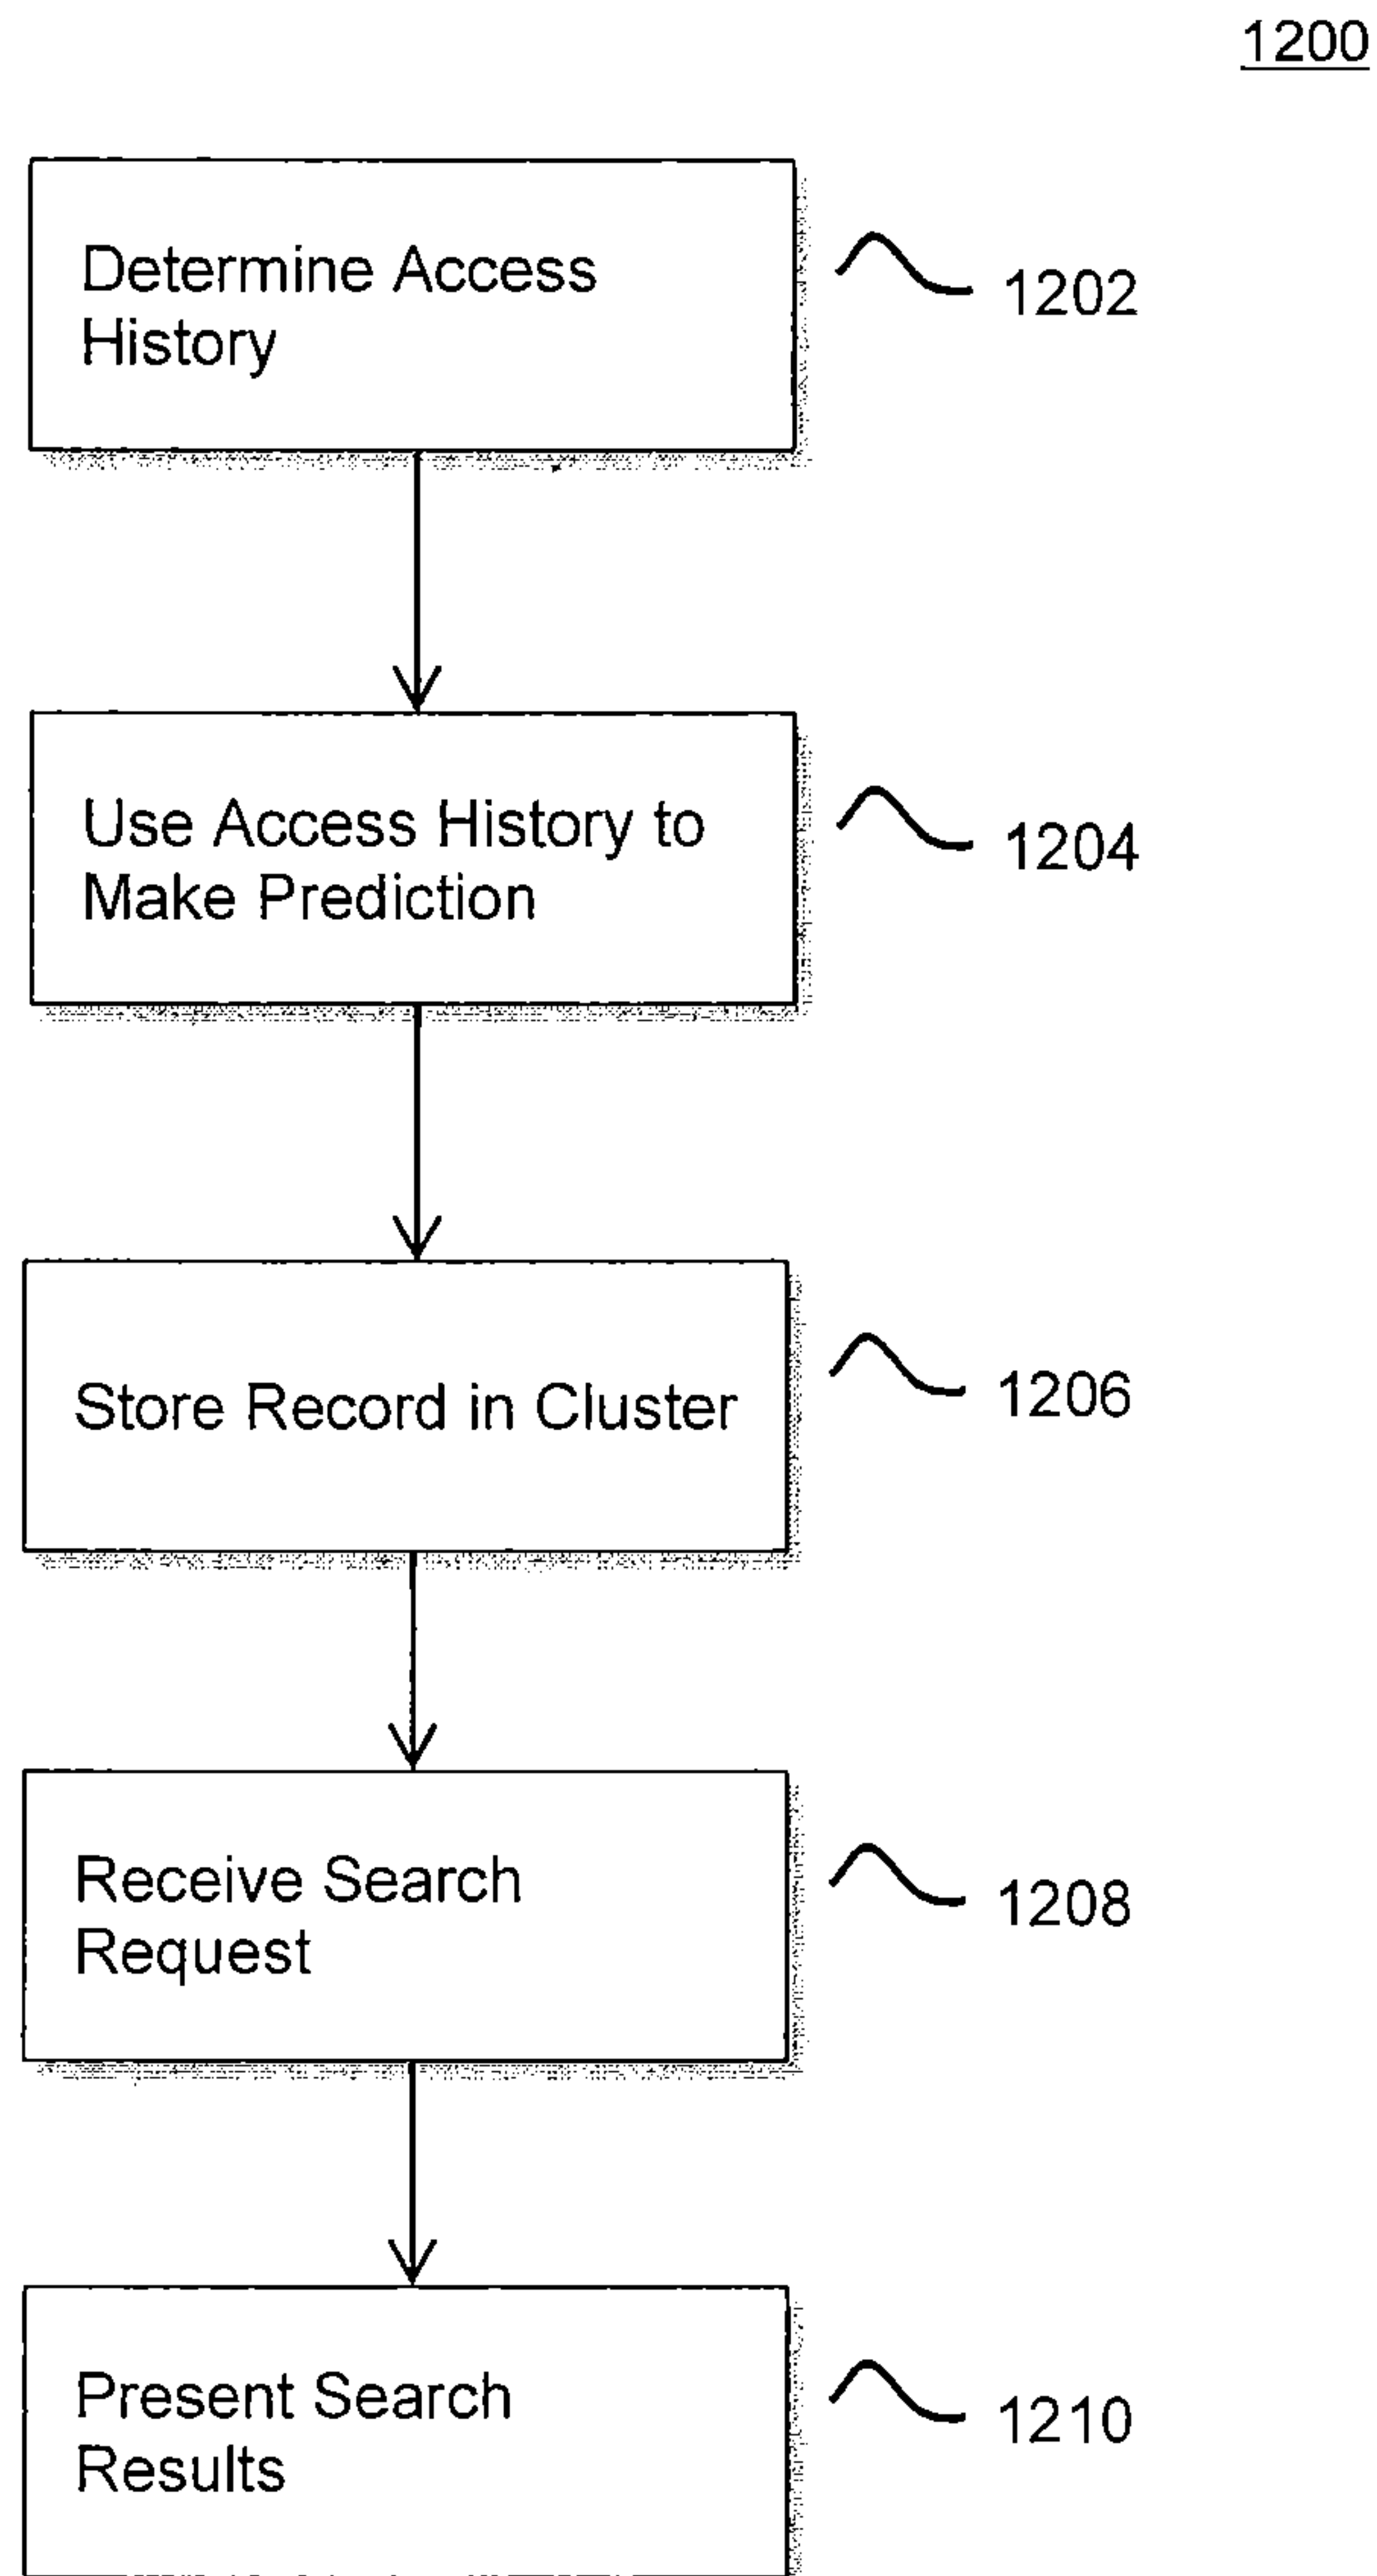 1200
Determine Access
History
1202
Use Access History to
Make Prediction
1204
Store Record in Cluster
1206
Receive Search
Request
1208
Present Search
Results
1210